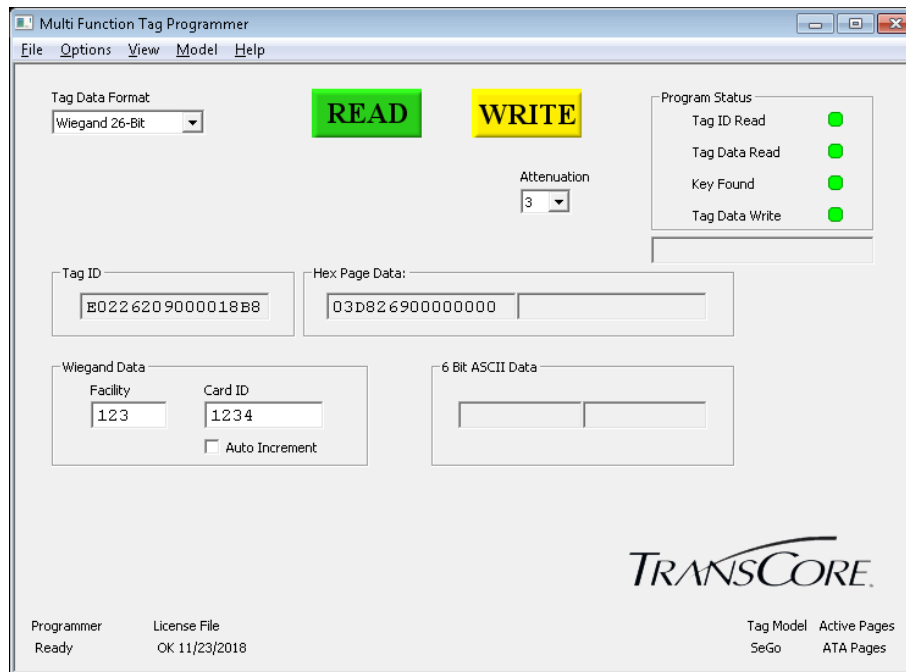 Multi Function Tag Programmer
File Options View Model Help
Tag Data Format
Wiegand 26-Bit
READ
WRITE
Attenuation
3
Program Status
Tag ID Read
Tag Data Read
Key Found
Tag Data Write
Tag ID
E0226209000018B8
Hex Page Data:
03D826900000000
Wiegand Data
Facility Card ID
123 1234
Auto Increment
6 Bit ASCII Data
TRANSCORE.
Programmer License File Tag Model Active Pages
Ready OK 11/23/2018 SeGo ATA Pages